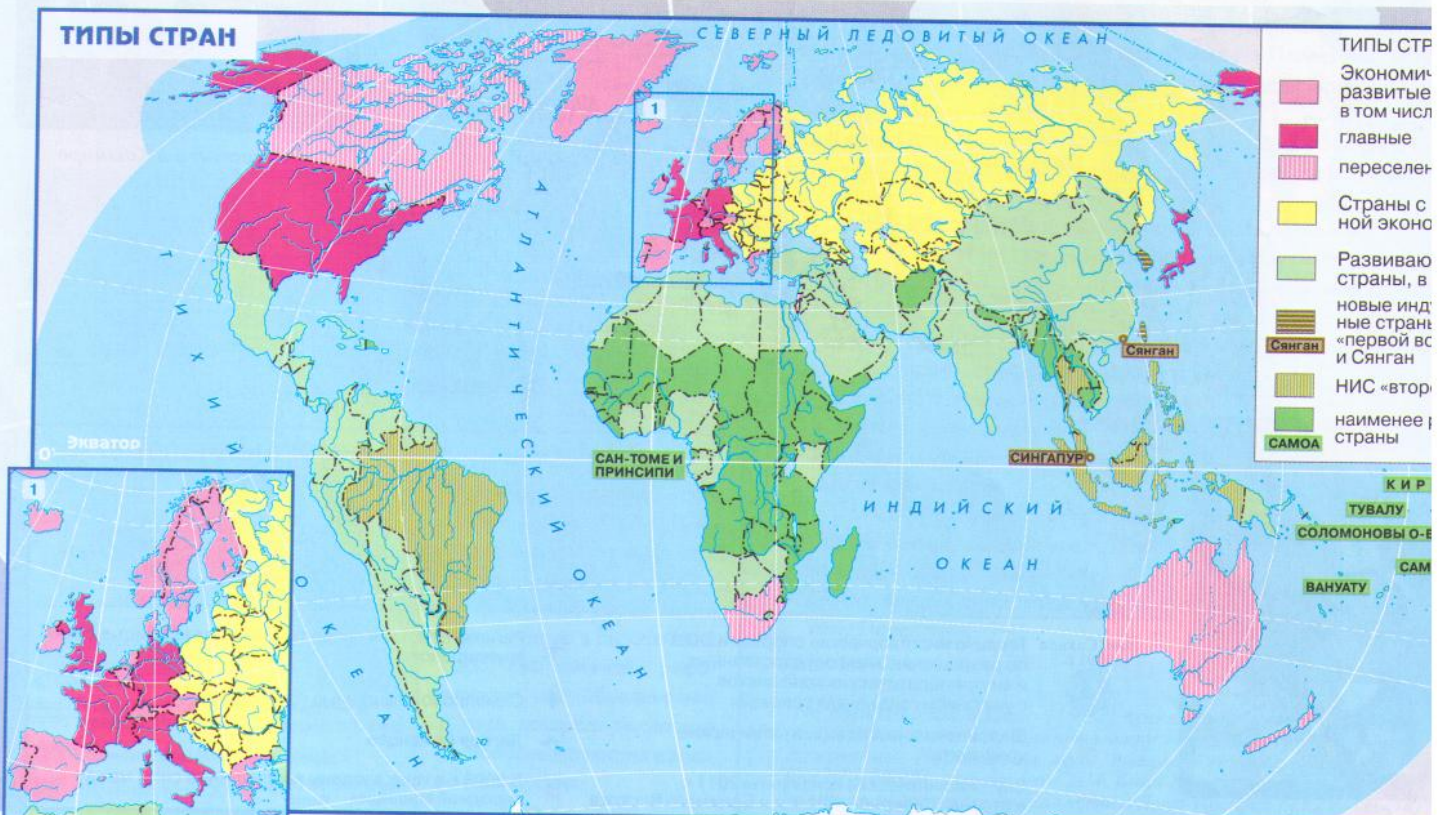 ТИПЫ СТРАН
СЕВЕРНЫЙ ЛЕДОВИТЫЙ ОКЕАН
1
АТЛАНТИЧЕСКИЙ ОКЕАН
ТИХИЙ ОКЕАН
Экватор
0°
САН-ТОМЕ И
ПРИНСИПИ
ИНДИЙСКИЙ
ОКЕАН
Сянган
СИНГАПУР
КИР
ТУВАЛУ
СОЛОМОНОВЫ О-В
САМ
ВАНУАТУ
1
ТИПЫ СТР
Экономич
развитые
в том числ
главные
переселен
Страны с
ной эконо
Развиваю
страны, в
новые инд
ные страны
Сянган
«первой во
и Сянган
НИС «второ
наименее р
САМОА
страны